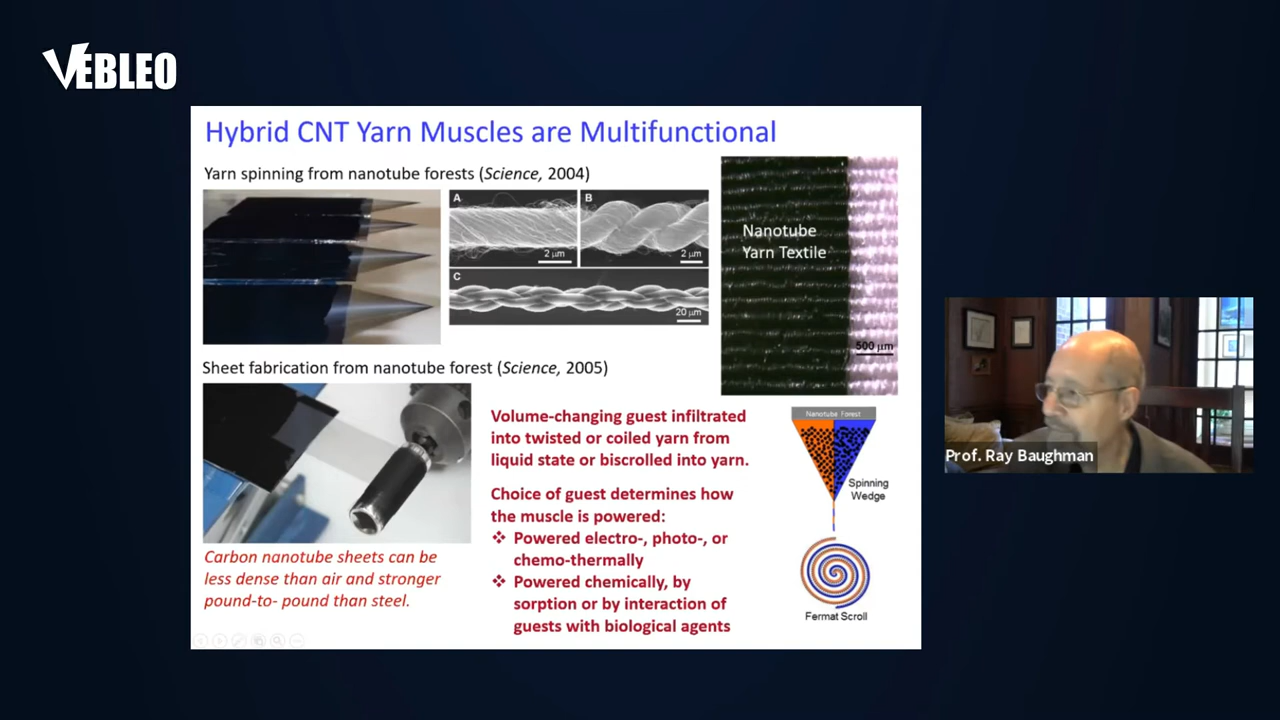 VEBLEO
Hybrid CNT Yarn Muscles are Multifunctional
Yarn spinning from nanotube forests (Science, 2004)
A
2 μm
B
2 μm
C
20 μm
Nanotube
Yarn Textile
500 μm
Sheet fabrication from nanotube forest (Science, 2005)
Carbon nanotube sheets can be
less dense than air and stronger
pound-to- pound than steel.
Volume-changing guest infiltrated
into twisted or coiled yarn from
liquid state or biscrolled into yarn.
Choice of guest determines how
the muscle is powered:
❖ Powered electro-, photo-, or
chemo-thermally
❖ Powered chemically, by
sorption or by interaction of
guests with biological agents
Nanotube Forest
Spinning
Wedge
Fermat Scroll
Prof. Ray Baughman